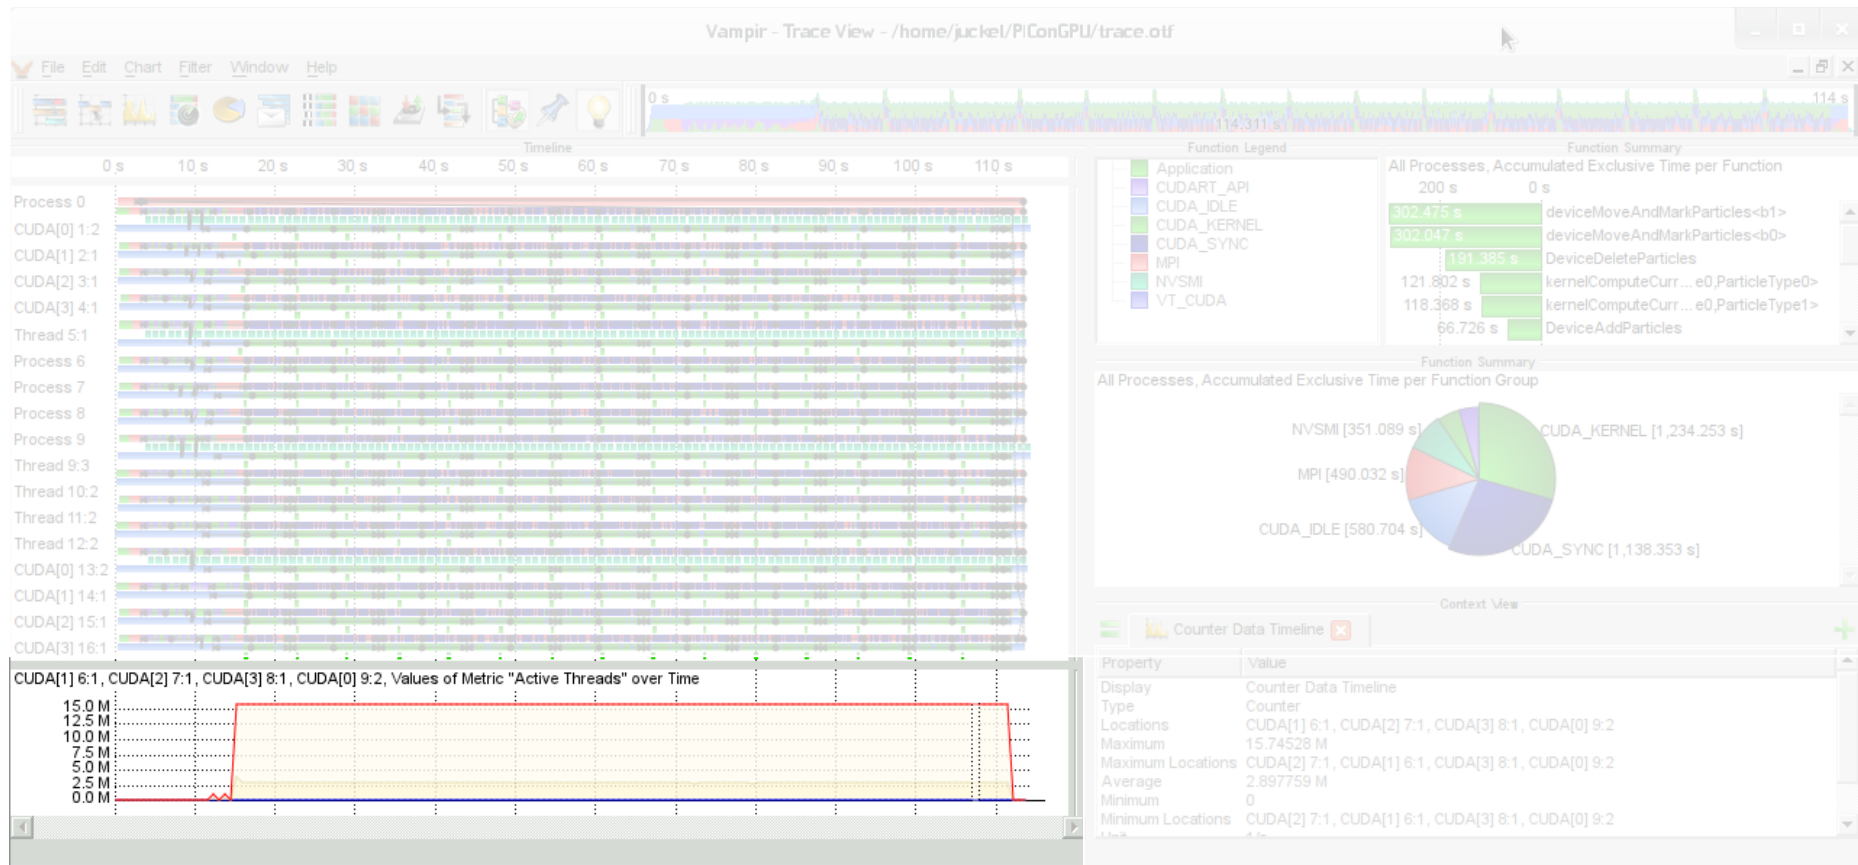 Vampir - Trace View - /home/juckel/PIConGPU/trace.otf
File Edit Chart Filter Window Help
0 s 114 s
114.311 s
Timeline
0 s 10 s 20 s 30 s 40 s 50 s 60 s 70 s 80 s 90 s 100 s 110 s
Process 0
CUDA[0] 1:2
CUDA[1] 2:1
CUDA[2] 3:1
CUDA[3] 4:1
Thread 5:1
Process 6
Process 7
Process 8
Process 9
Thread 9:3
Thread 10:2
Thread 11:2
Thread 12:2
CUDA[0] 13:2
CUDA[1] 14:1
CUDA[2] 15:1
CUDA[3] 16:1
CUDA[1] 6:1, CUDA[2] 7:1, CUDA[3] 8:1, CUDA[0] 9:2, Values of Metric "Active Threads" over Time
15.0 M
12.5 M
10.0 M
7.5 M
5.0 M
2.5 M
0.0 M
Function Legend
Application
CUDART_API
CUDA_IDLE
CUDA_KERNEL
CUDA_SYNC
MPI
NVSMI
VT_CUDA
Function Summary
All Processes, Accumulated Exclusive Time per Function
200 s 0 s
302.475 s deviceMoveAndMarkParticles<b1>
302.047 s deviceMoveAndMarkParticles<b0>
191.385 s DeviceDeleteParticles
121.802 s kernelComputeCurr...e0,ParticleType0>
118.368 s kernelComputeCurr...e0,ParticleType1>
66.726 s DeviceAddParticles
Function Summary
All Processes, Accumulated Exclusive Time per Function Group
NVSMI [351.089 s]
CUDA_KERNEL [1,234.253 s]
MPI [490.032 s]
CUDA_IDLE [580.704 s]
CUDA_SYNC [1,138.353 s]
Context View
Counter Data Timeline
Property Value
Display Counter Data Timeline
Type Counter
Locations CUDA[1] 6:1, CUDA[2] 7:1, CUDA[3] 8:1, CUDA[0] 9:2
Maximum 15.74528 M
Maximum Locations CUDA[2] 7:1, CUDA[1] 6:1, CUDA[3] 8:1, CUDA[0] 9:2
Average 2.897759 M
Minimum 0
Minimum Locations CUDA[2] 7:1, CUDA[1] 6:1, CUDA[3] 8:1, CUDA[0] 9:2